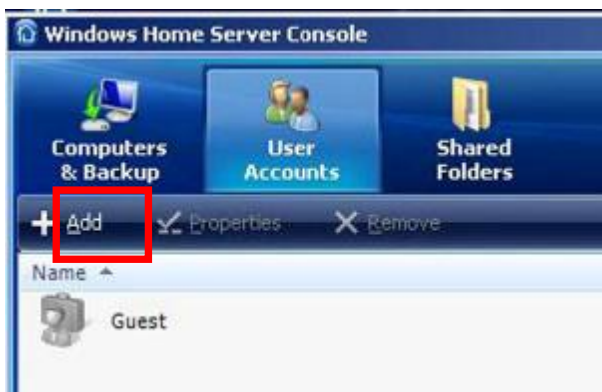 Windows Home Server Console
Computers
& Backup
User
Accounts
Shared
Folders
Add
Properties
Remove
Name
Guest